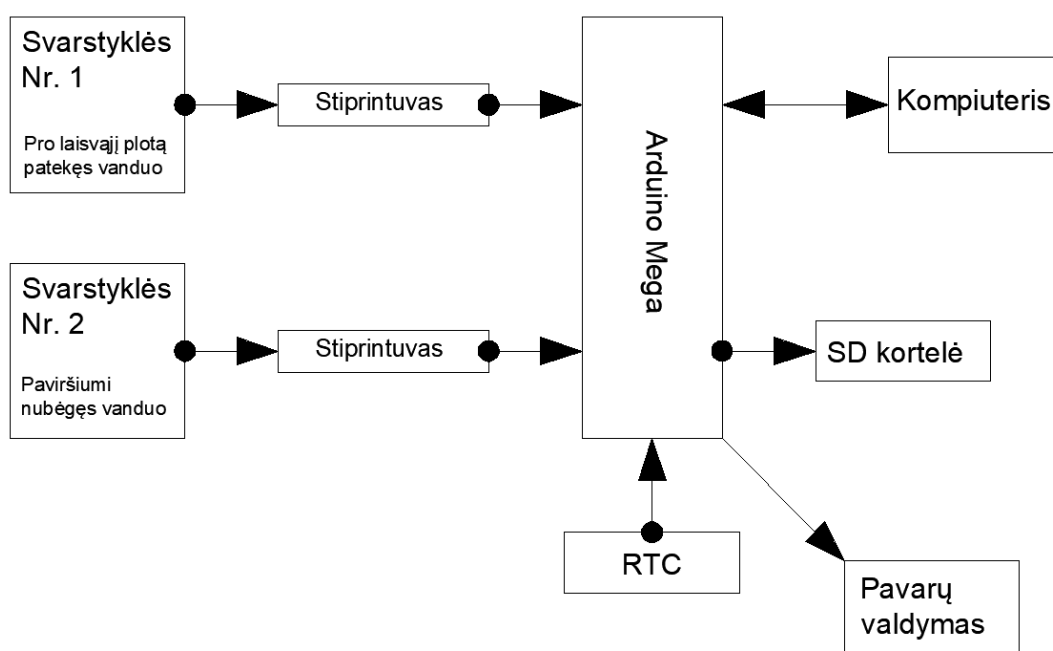 Svarstyklės
Nr. 1
Pro laisvąjį plotą
patekęs vanduo
Stiprintuvas
Arduino Mega
Kompiuteris
Svarstyklės
Nr. 2
Paviršiumi
nubėgęs vanduo
Stiprintuvas
SD kortelė
RTC
Pavarų
valdymas